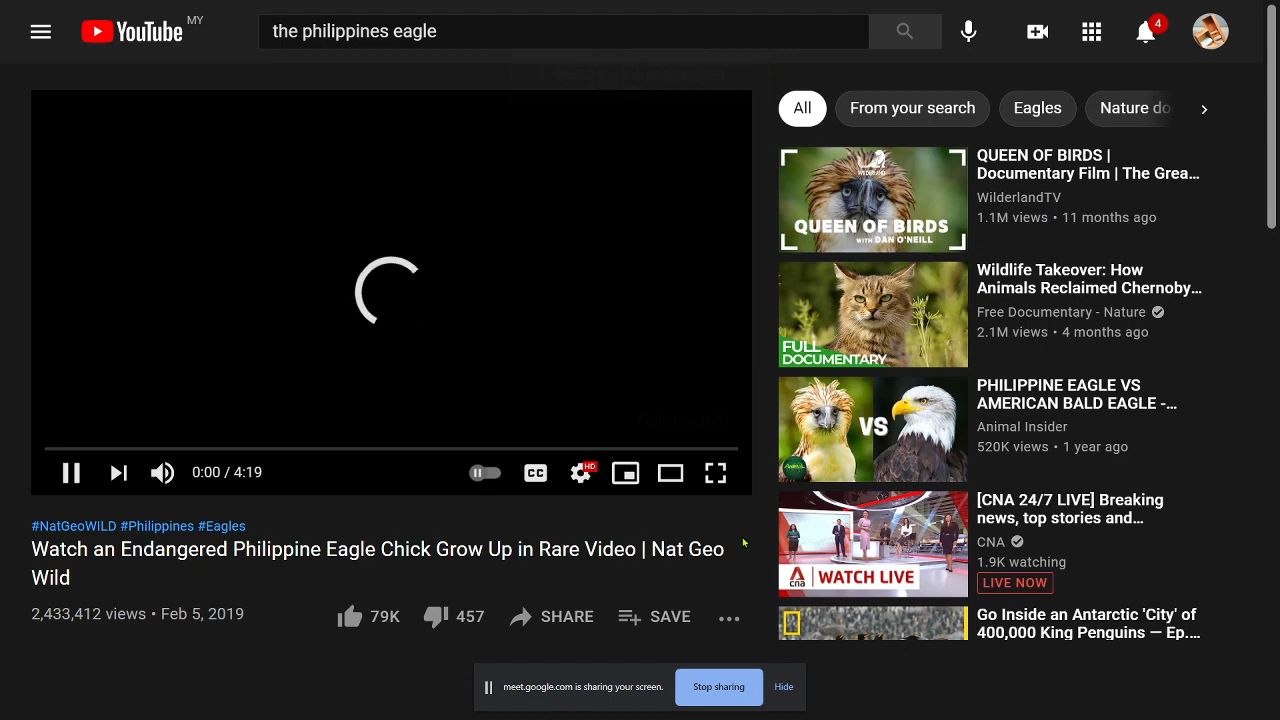 YouTube MY
the philippines eagle
4
0:00 / 4:19
CC
HD
#NatGeoWILD #Philippines #Eagles
Watch an Endangered Philippine Eagle Chick Grow Up in Rare Video | Nat Geo
Wild
2,433,412 views • Feb 5, 2019
79K
457
SHARE
SAVE
All
From your search
Eagles
Nature do
WILDERLAND
QUEEN OF BIRDS
WITH DAN O'NEILL
QUEEN OF BIRDS |
Documentary Film | The Grea...
WilderlandTV
1.1M views • 11 months ago
FULL
DOCUMENTARY
Wildlife Takeover: How
Animals Reclaimed Chernoby...
Free Documentary - Nature
2.1M views • 4 months ago
VS
PHILIPPINE EAGLE VS
AMERICAN BALD EAGLE -...
Animal Insider
520K views • 1 year ago
cna
WATCH LIVE
[CNA 24/7 LIVE] Breaking
news, top stories and...
CNA
1.9K watching
LIVE NOW
Go Inside an Antarctic 'City' of
400,000 King Penguins — Ep....
meet.google.com is sharing your screen.
Stop sharing
Hide